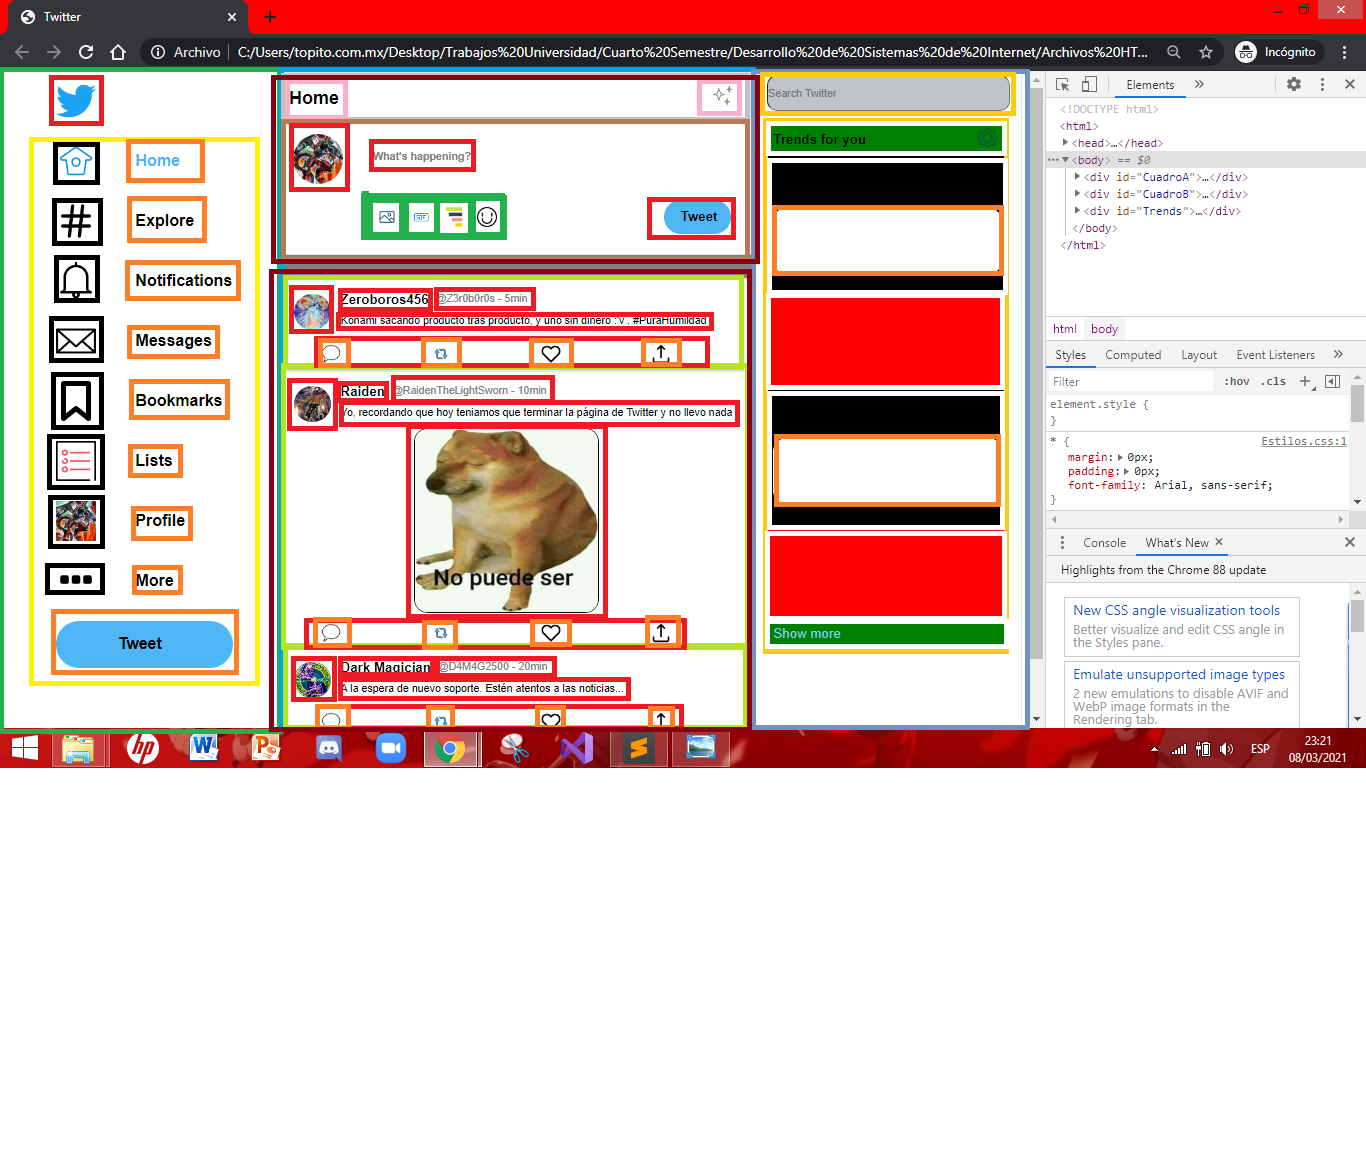 Twitter
Archivo
C:/Users/topito.com.mx/Desktop/Trabajos%20Universidad/Cuarto%20Semestre/Desarrollo%20de%20Sistemas%20de%20Internet/Archivos%20HT...
Incógnito
Home
Explore
Notifications
Messages
Bookmarks
Lists
Profile
More
Tweet
Home
What's happening?
GIF
Tweet
Zeroboros456 @Z3r0b0r0s - 5min
Konami sacando producto tras producto, y uno sin dinero :'v . #PuraHumildad
Raiden @RaidenTheLightSworn - 10min
Yo, recordando que hoy teniamos que terminar la página de Twitter y no llevo nada
No puede ser
Dark Magician @D4M4G2500 - 20min
A la espera de nuevo soporte. Estén atentos a las noticias...
Search Twitter
Trends for you
Show more
Elements
<!DOCTYPE html>
<html>
<head>…</head>
<body> == $0
<div id="CuadroA">…</div>
<div id="CuadroB">…</div>
<div id="Trends">…</div>
</body>
</html>
html body
Styles Computed Layout Event Listeners
Filter :hov .cls
element.style {
}
* { Estilos.css:1
margin: 0px;
padding: 0px;
font-family: Arial, sans-serif;
}
Console What's New
Highlights from the Chrome 88 update
New CSS angle visualization tools
Better visualize and edit CSS angle in
the Styles pane.
Emulate unsupported image types
2 new emulations to disable AVIF and
WebP image formats in the
Rendering tab.
hp
W
P
S
ESP
23:21
08/03/2021